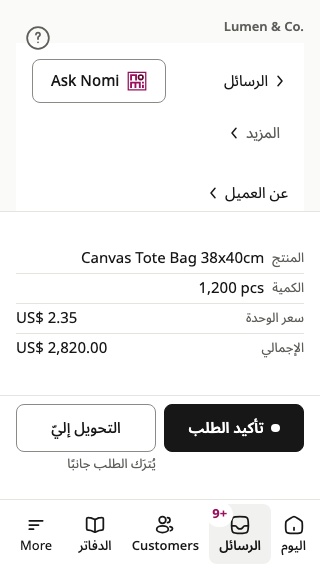 Lumen & Co.
?
الرسائل
nomi Ask Nomi
المزيد
عن العميل
المنتج Canvas Tote Bag 38x40cm
الكمية 1,200 pcs
سعر الوحدة US$ 2.35
الإجمالي US$ 2,820.00
تأكيد الطلب
التحويل إليّ
يُترَك الطلب جانبًا
اليوم
الرسائل 9+
Customers
الدفاتر
More